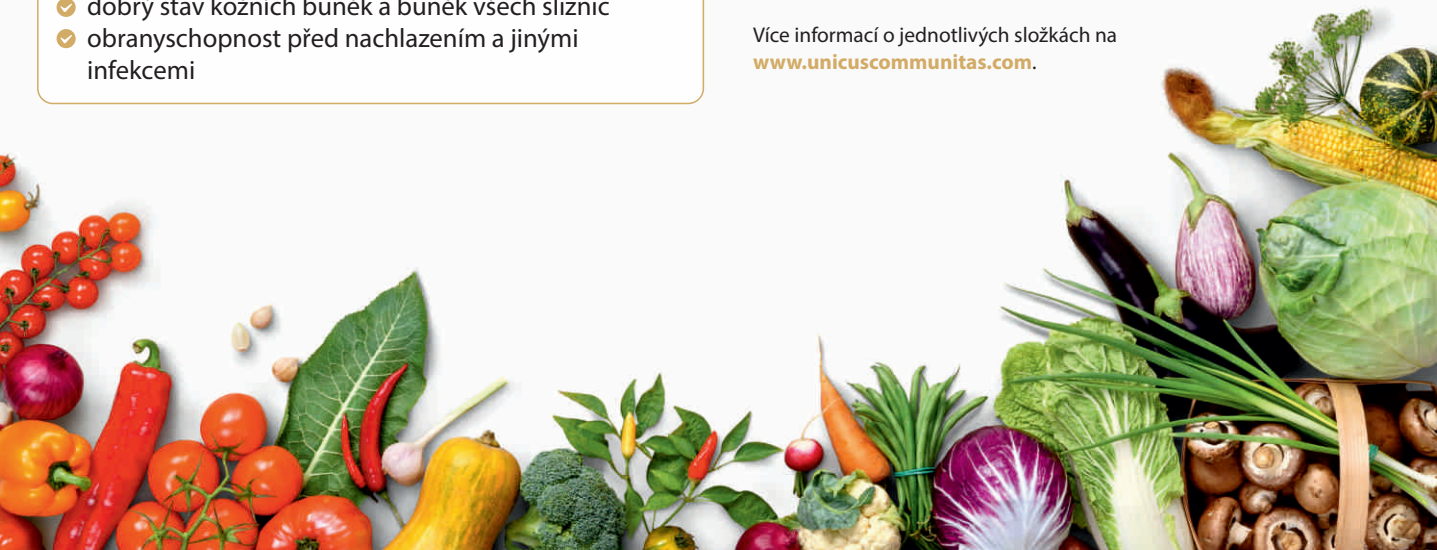 dobrý stav kožních buněk a buněk všech sliznic
obranyschopnost před nachlazením a jinými
infekcemi
Více informací o jednotlivých složkách na
www.unicuscommunitas.com.